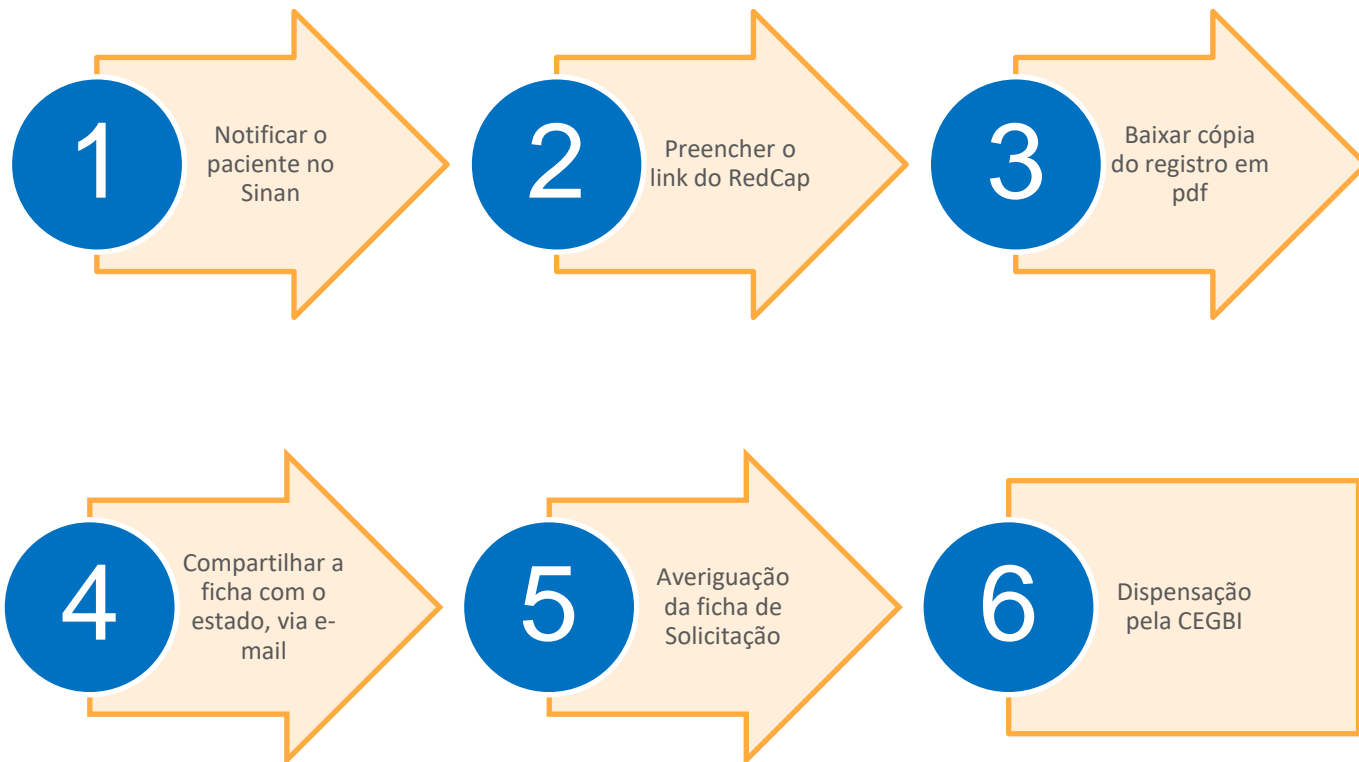 1
Notificar o
paciente no
Sinan
2
Preencher o
link do RedCap
3
Baixar cópia
do registro em
pdf
4
Compartilhar a
ficha com o
estado, via e-
mail
5
Averiguação
da ficha de
Solicitação
6
Dispensação
pela CEGBI